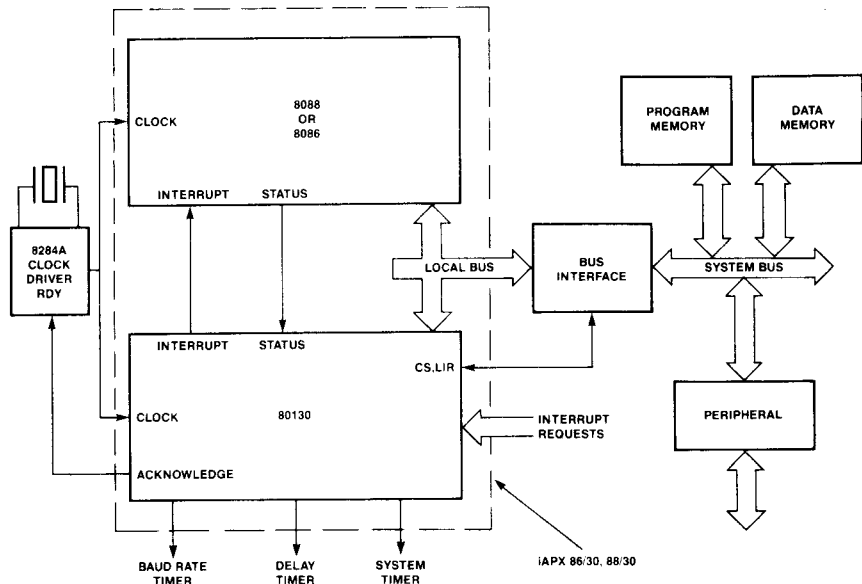 8088
OR
8086
CLOCK
INTERRUPT
STATUS
PROGRAM
MEMORY
DATA
MEMORY
8284A
CLOCK
DRIVER
RDY
LOCAL BUS
BUS
INTERFACE
SYSTEM BUS
INTERRUPT
STATUS
CS,LIR
CLOCK
80130
INTERRUPT
REQUESTS
PERIPHERAL
ACKNOWLEDGE
BAUD RATE
TIMER
DELAY
TIMER
SYSTEM
TIMER
iAPX 86/30, 88/30